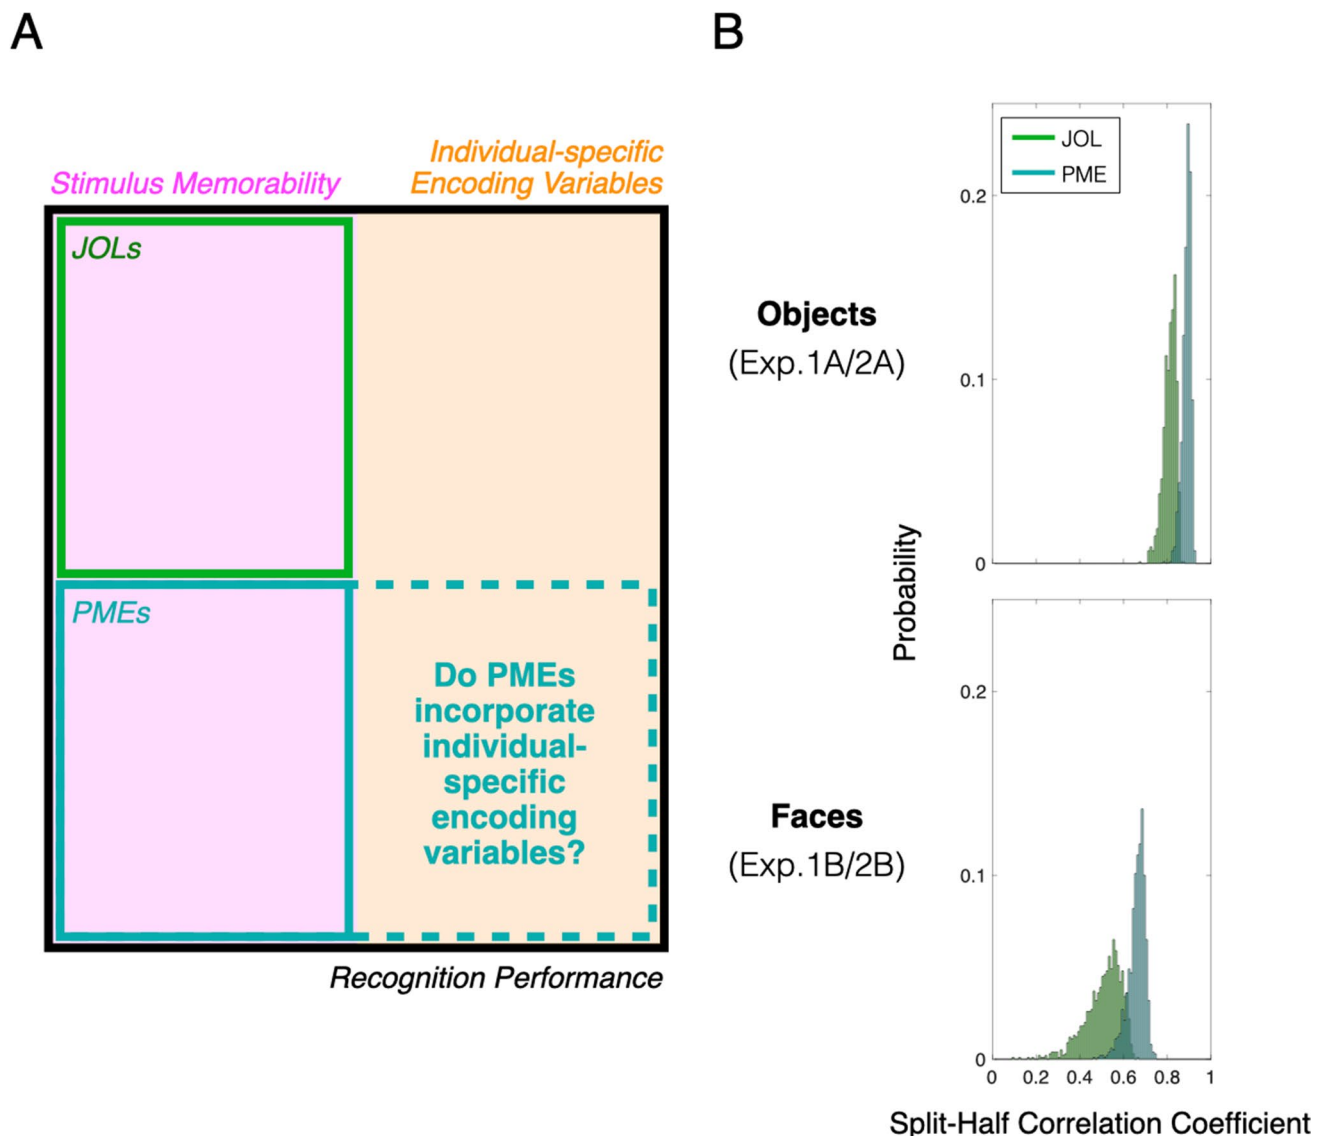 A
Stimulus Memorability
Individual-specific
Encoding Variables
JOLs
PMEs
Do PMEs
incorporate
individual-
specific
encoding
variables?
Recognition Performance
B
Objects
(Exp.1A/2A)
Faces
(Exp.1B/2B)
Probability
JOL
PME
0.2
0.1
0
0.2
0.1
0
0 0.2 0.4 0.6 0.8 1
Split-Half Correlation Coefficient